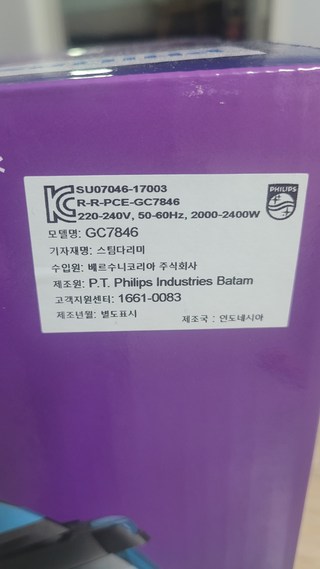 SU07046-17003
R-R-PCE-GC7846
220-240V, 50-60Hz, 2000-2400W
PHILIPS
모델명: GC7846
기자재명: 스팀다리미
수입원: 베르수니코리아 주식회사
제조원: P.T. Philips Industries Batam
고객지원센터: 1661-0083
제조년월: 별도표시 제조국 : 인도네시아